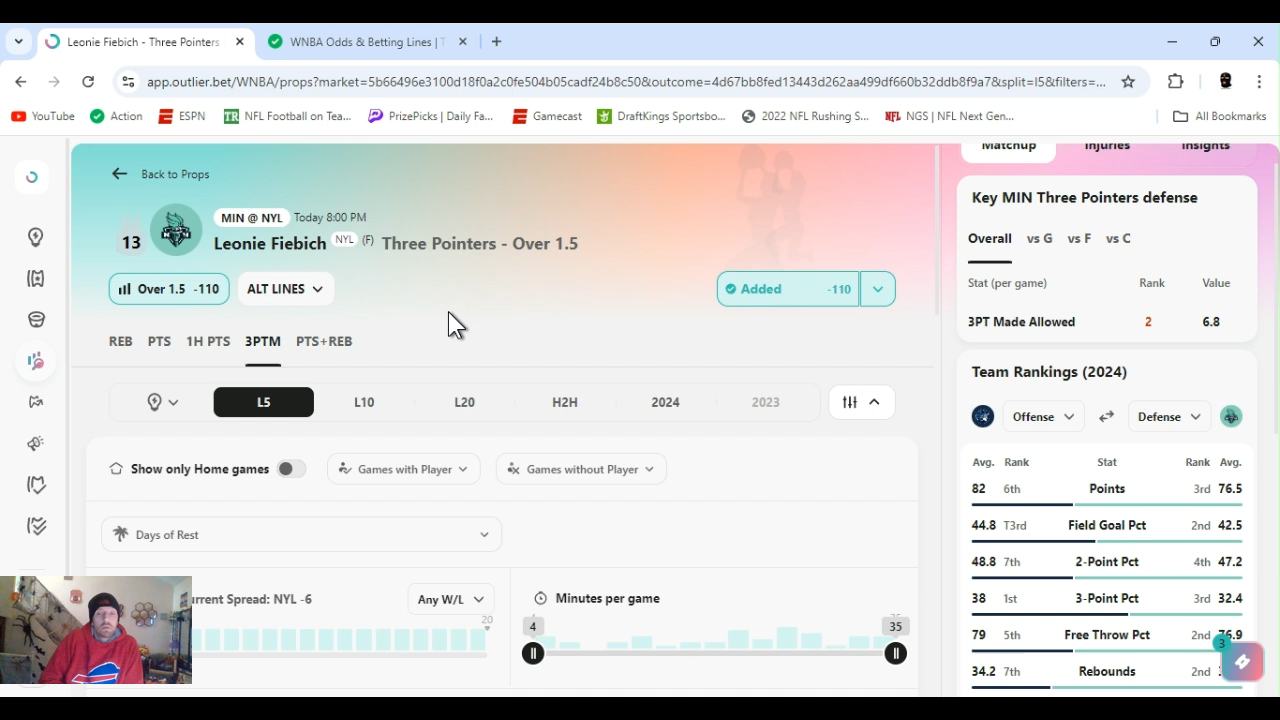 Leonie Fiebich - Three Pointers
WNBA Odds & Betting Lines | T
app.outlier.bet/WNBA/props?market=5b66496e3100d18f0a2c0fe504b05cadf24b8c50&outcome=4d67bb8fed13443d262aa499df660b32ddb8f9a7&split=l5&filters=...
YouTube Action ESPN NFL Football on Tea... PrizePicks | Daily Fa... Gamecast DraftKings Sportsbo... 2022 NFL Rushing S... NGS | NFL Next Gen... All Bookmarks
Back to Props
MIN @ NYL Today 8:00 PM
13
Leonie Fiebich NYL (F) Three Pointers - Over 1.5
Over 1.5 -110 ALT LINES
Added -110
REB PTS 1H PTS 3PTM PTS+REB
L5 L10 L20 H2H 2024 2023
Show only Home games Games with Player Games without Player
Days of Rest
rrent Spread: NYL -6 Any W/L
20
Minutes per game
4 35
Matchup Injuries Insights
Key MIN Three Pointers defense
Overall vs G vs F vs C
Stat (per game) Rank Value
3PT Made Allowed 2 6.8
Team Rankings (2024)
Offense Defense
Avg. Rank Stat Rank Avg.
82 6th Points 3rd 76.5
44.8 T3rd Field Goal Pct 2nd 42.5
48.8 7th 2-Point Pct 4th 47.2
38 1st 3-Point Pct 3rd 32.4
79 5th Free Throw Pct 2nd 76.9
3
34.2 7th Rebounds 2nd